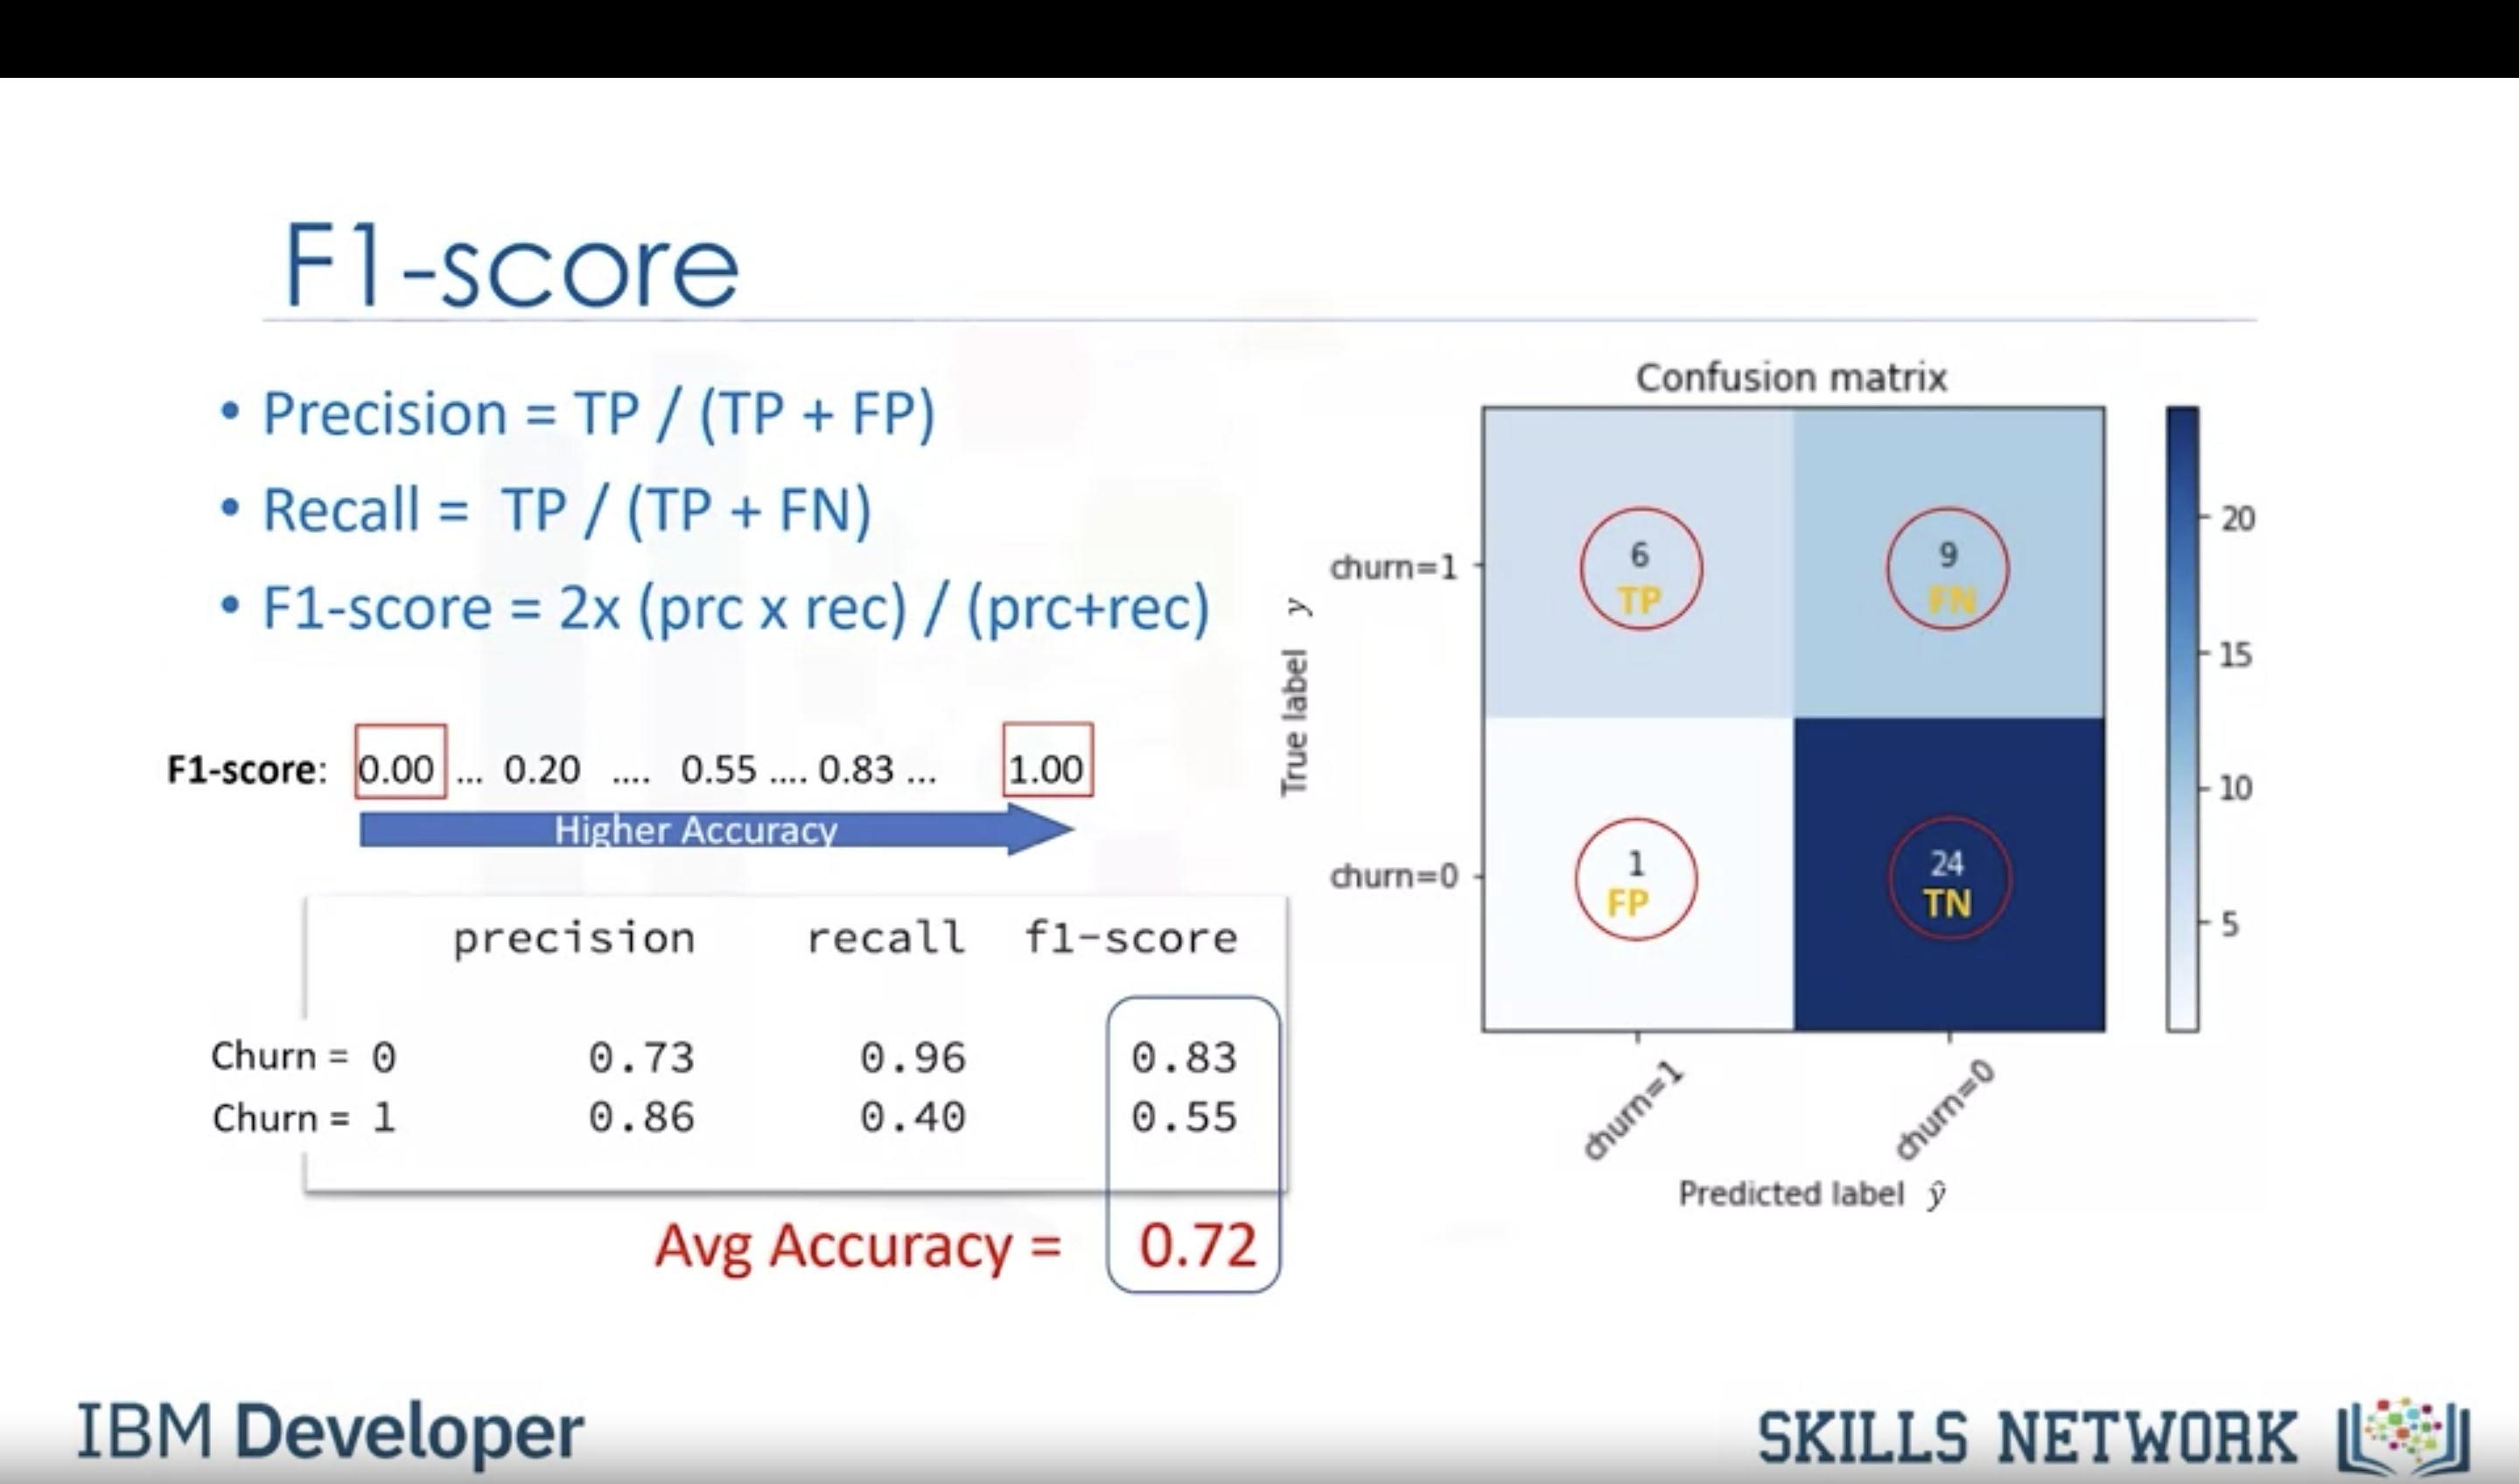 F1-score
• Precision = TP / (TP + FP)
• Recall = TP / (TP + FN)
• F1-score = 2x (prc x rec) / (prc+rec)
F1-score: 0.00 ... 0.20 .... 0.55 .... 0.83 ... 1.00
Higher Accuracy
precision recall f1-score
Churn = 0 0.73 0.96 0.83
Churn = 1 0.86 0.40 0.55
Avg Accuracy = 0.72
Confusion matrix
True label y
churn=1
6
TP
9
FN
churn=0
1
FP
24
TN
churn=1
churn=0
Predicted label ŷ
20
15
10
5
IBM Developer
SKILLS NETWORK